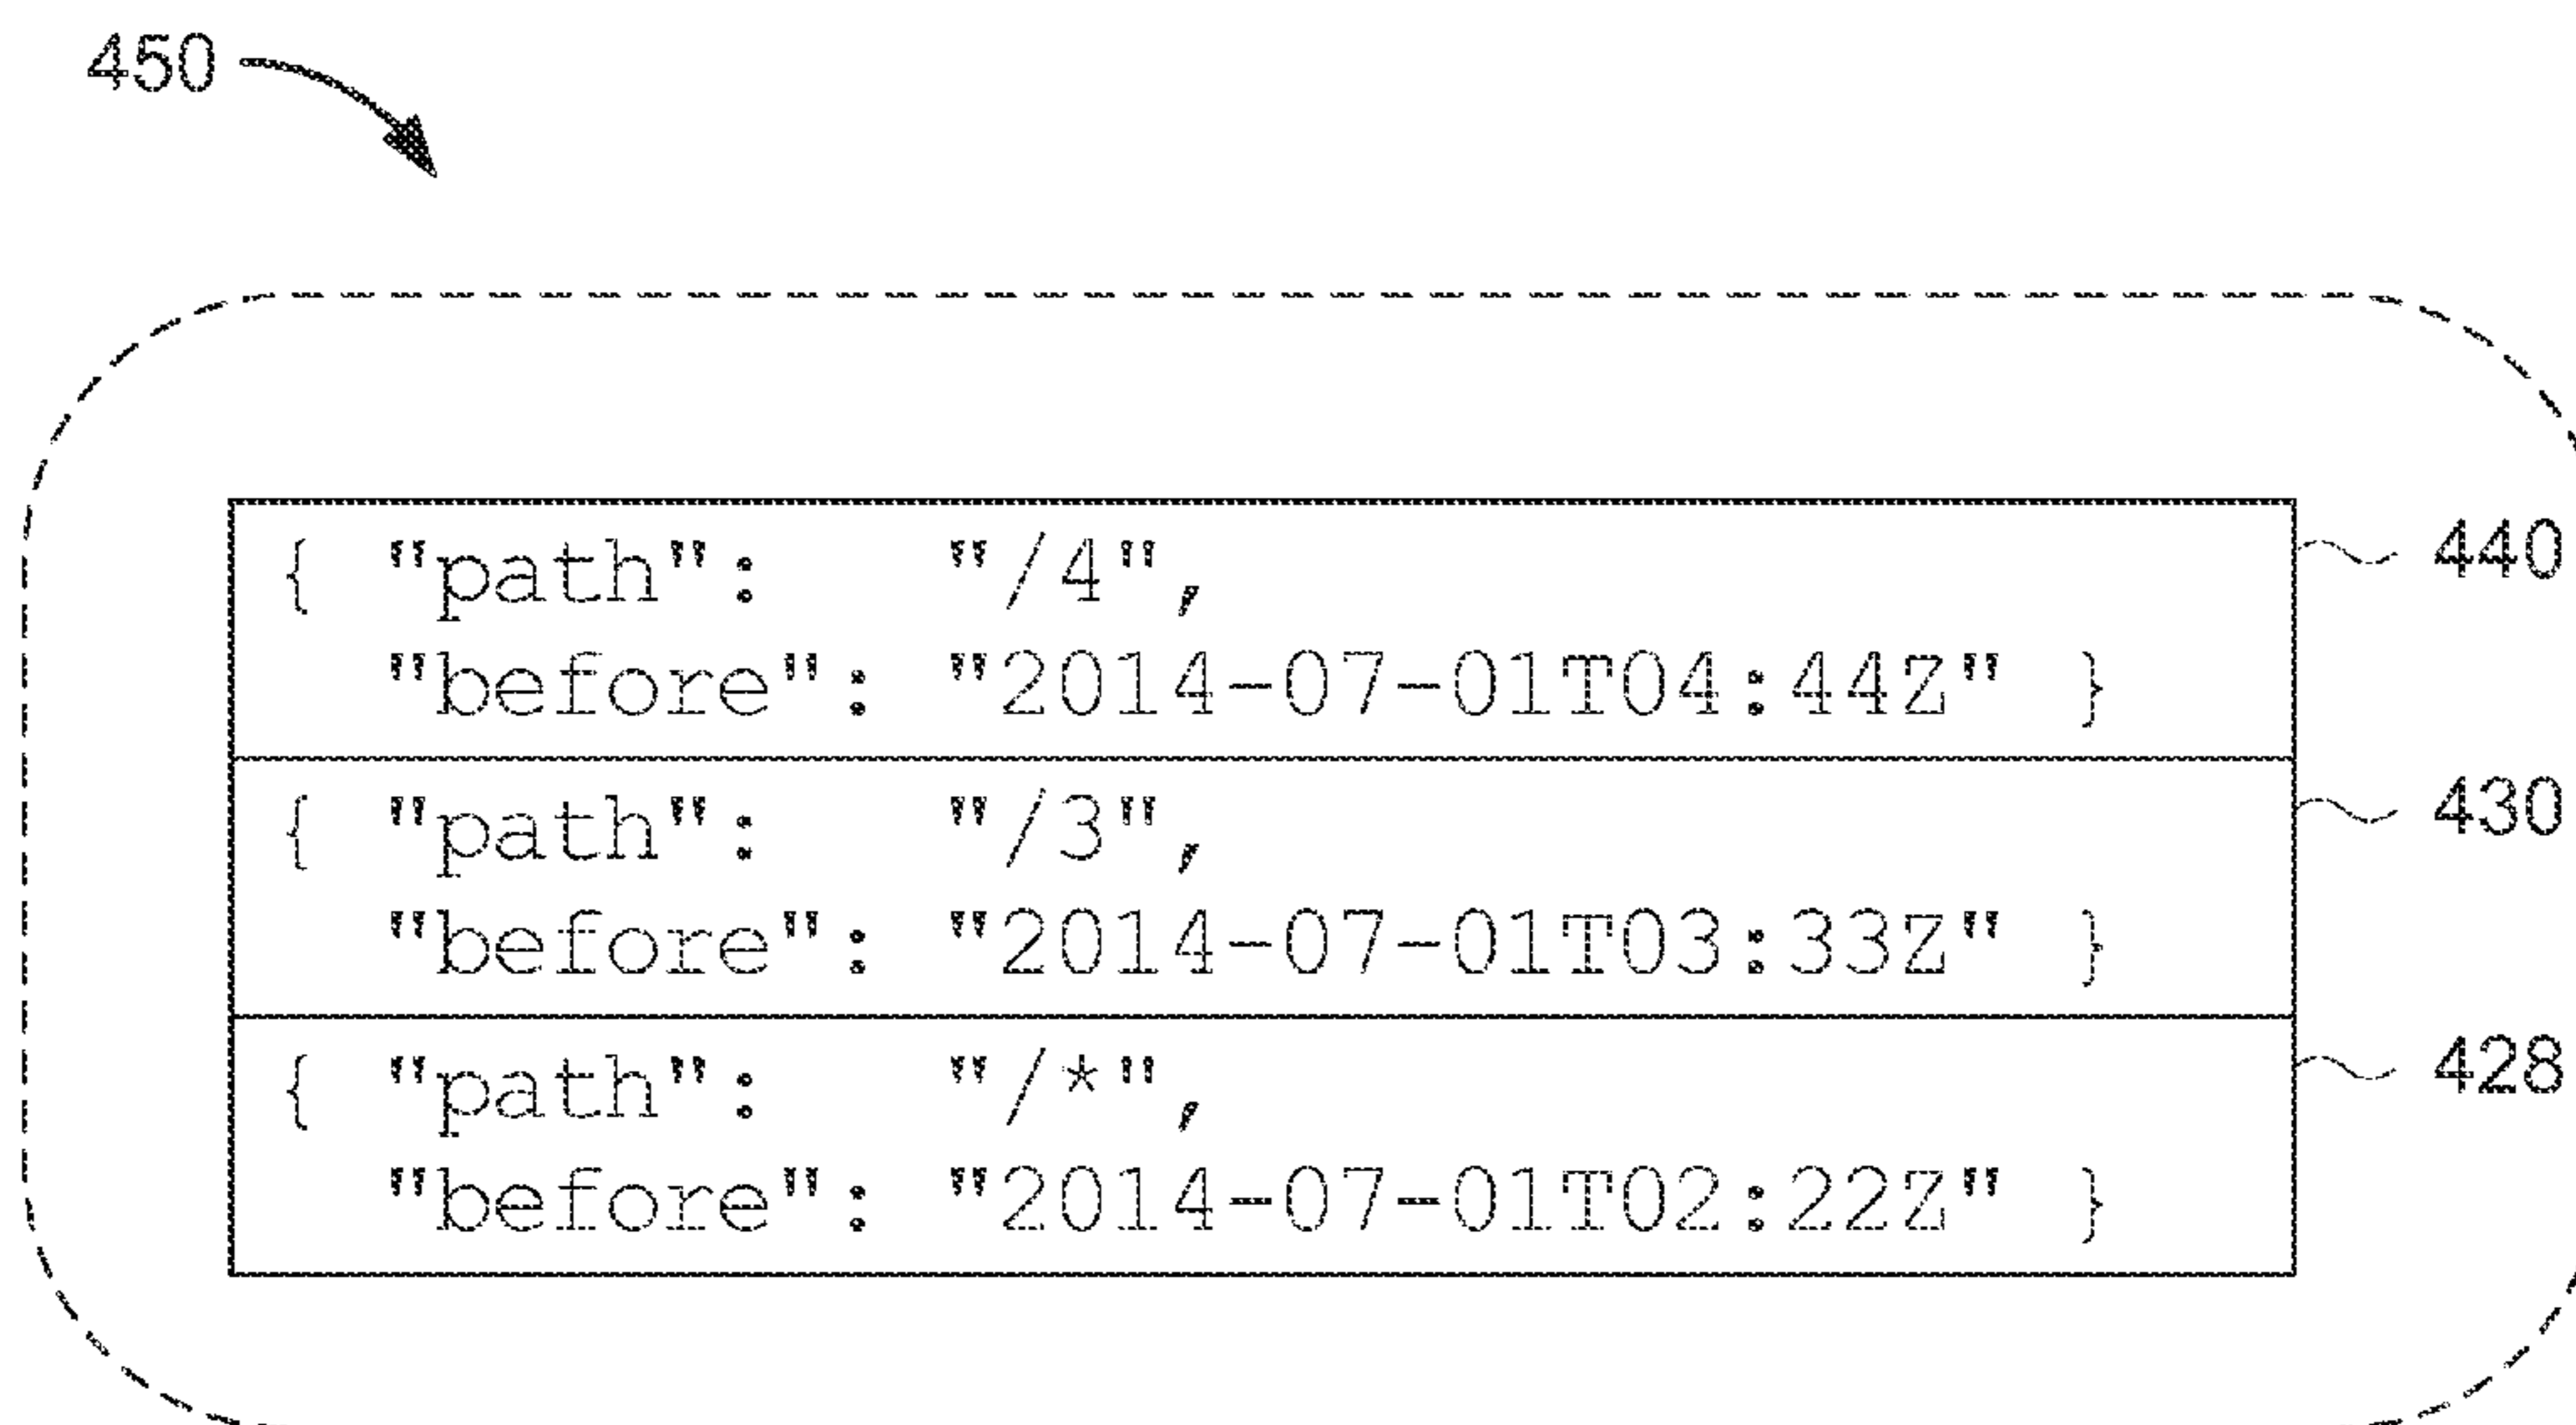 450
{ "path": "/4", 440
"before": "2014-07-01T04:44Z" }
{ "path": "/3", 430
"before": "2014-07-01T03:33Z" }
{ "path": "/*", 428
"before": "2014-07-01T02:22Z" }